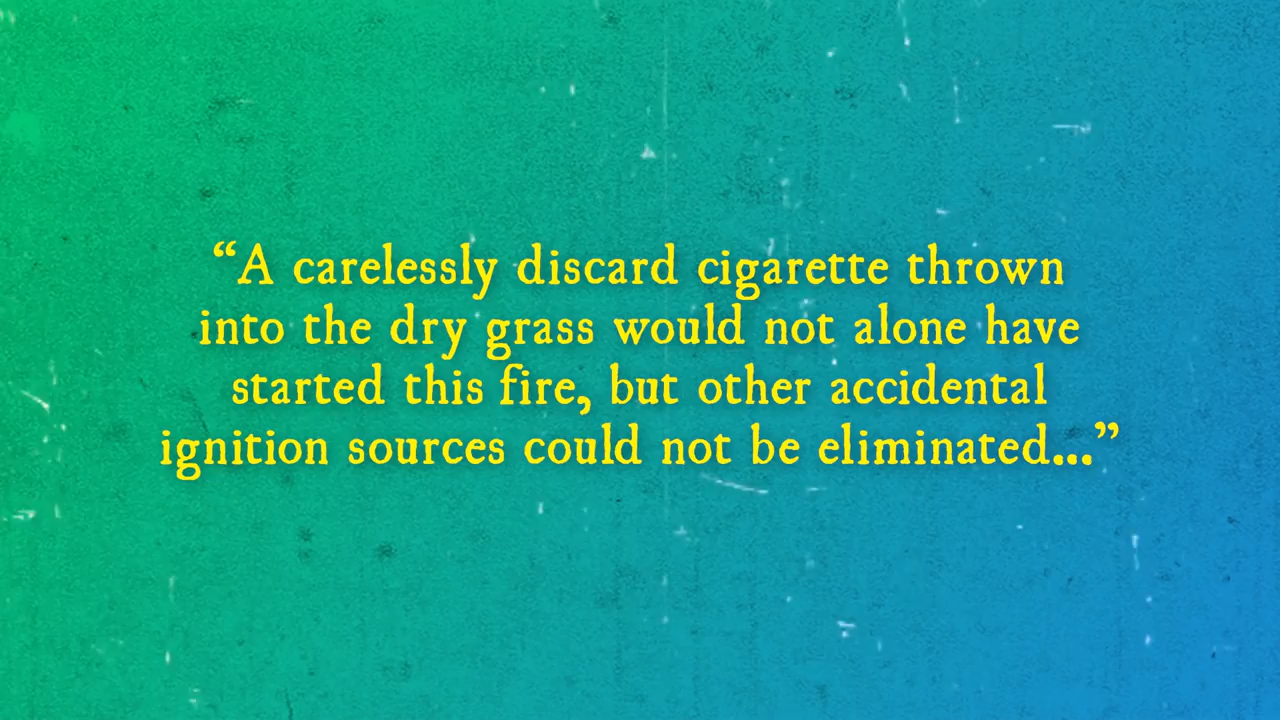 “A carelessly discard cigarette thrown
into the dry grass would not alone have
started this fire, but other accidental
ignition sources could not be eliminated...”